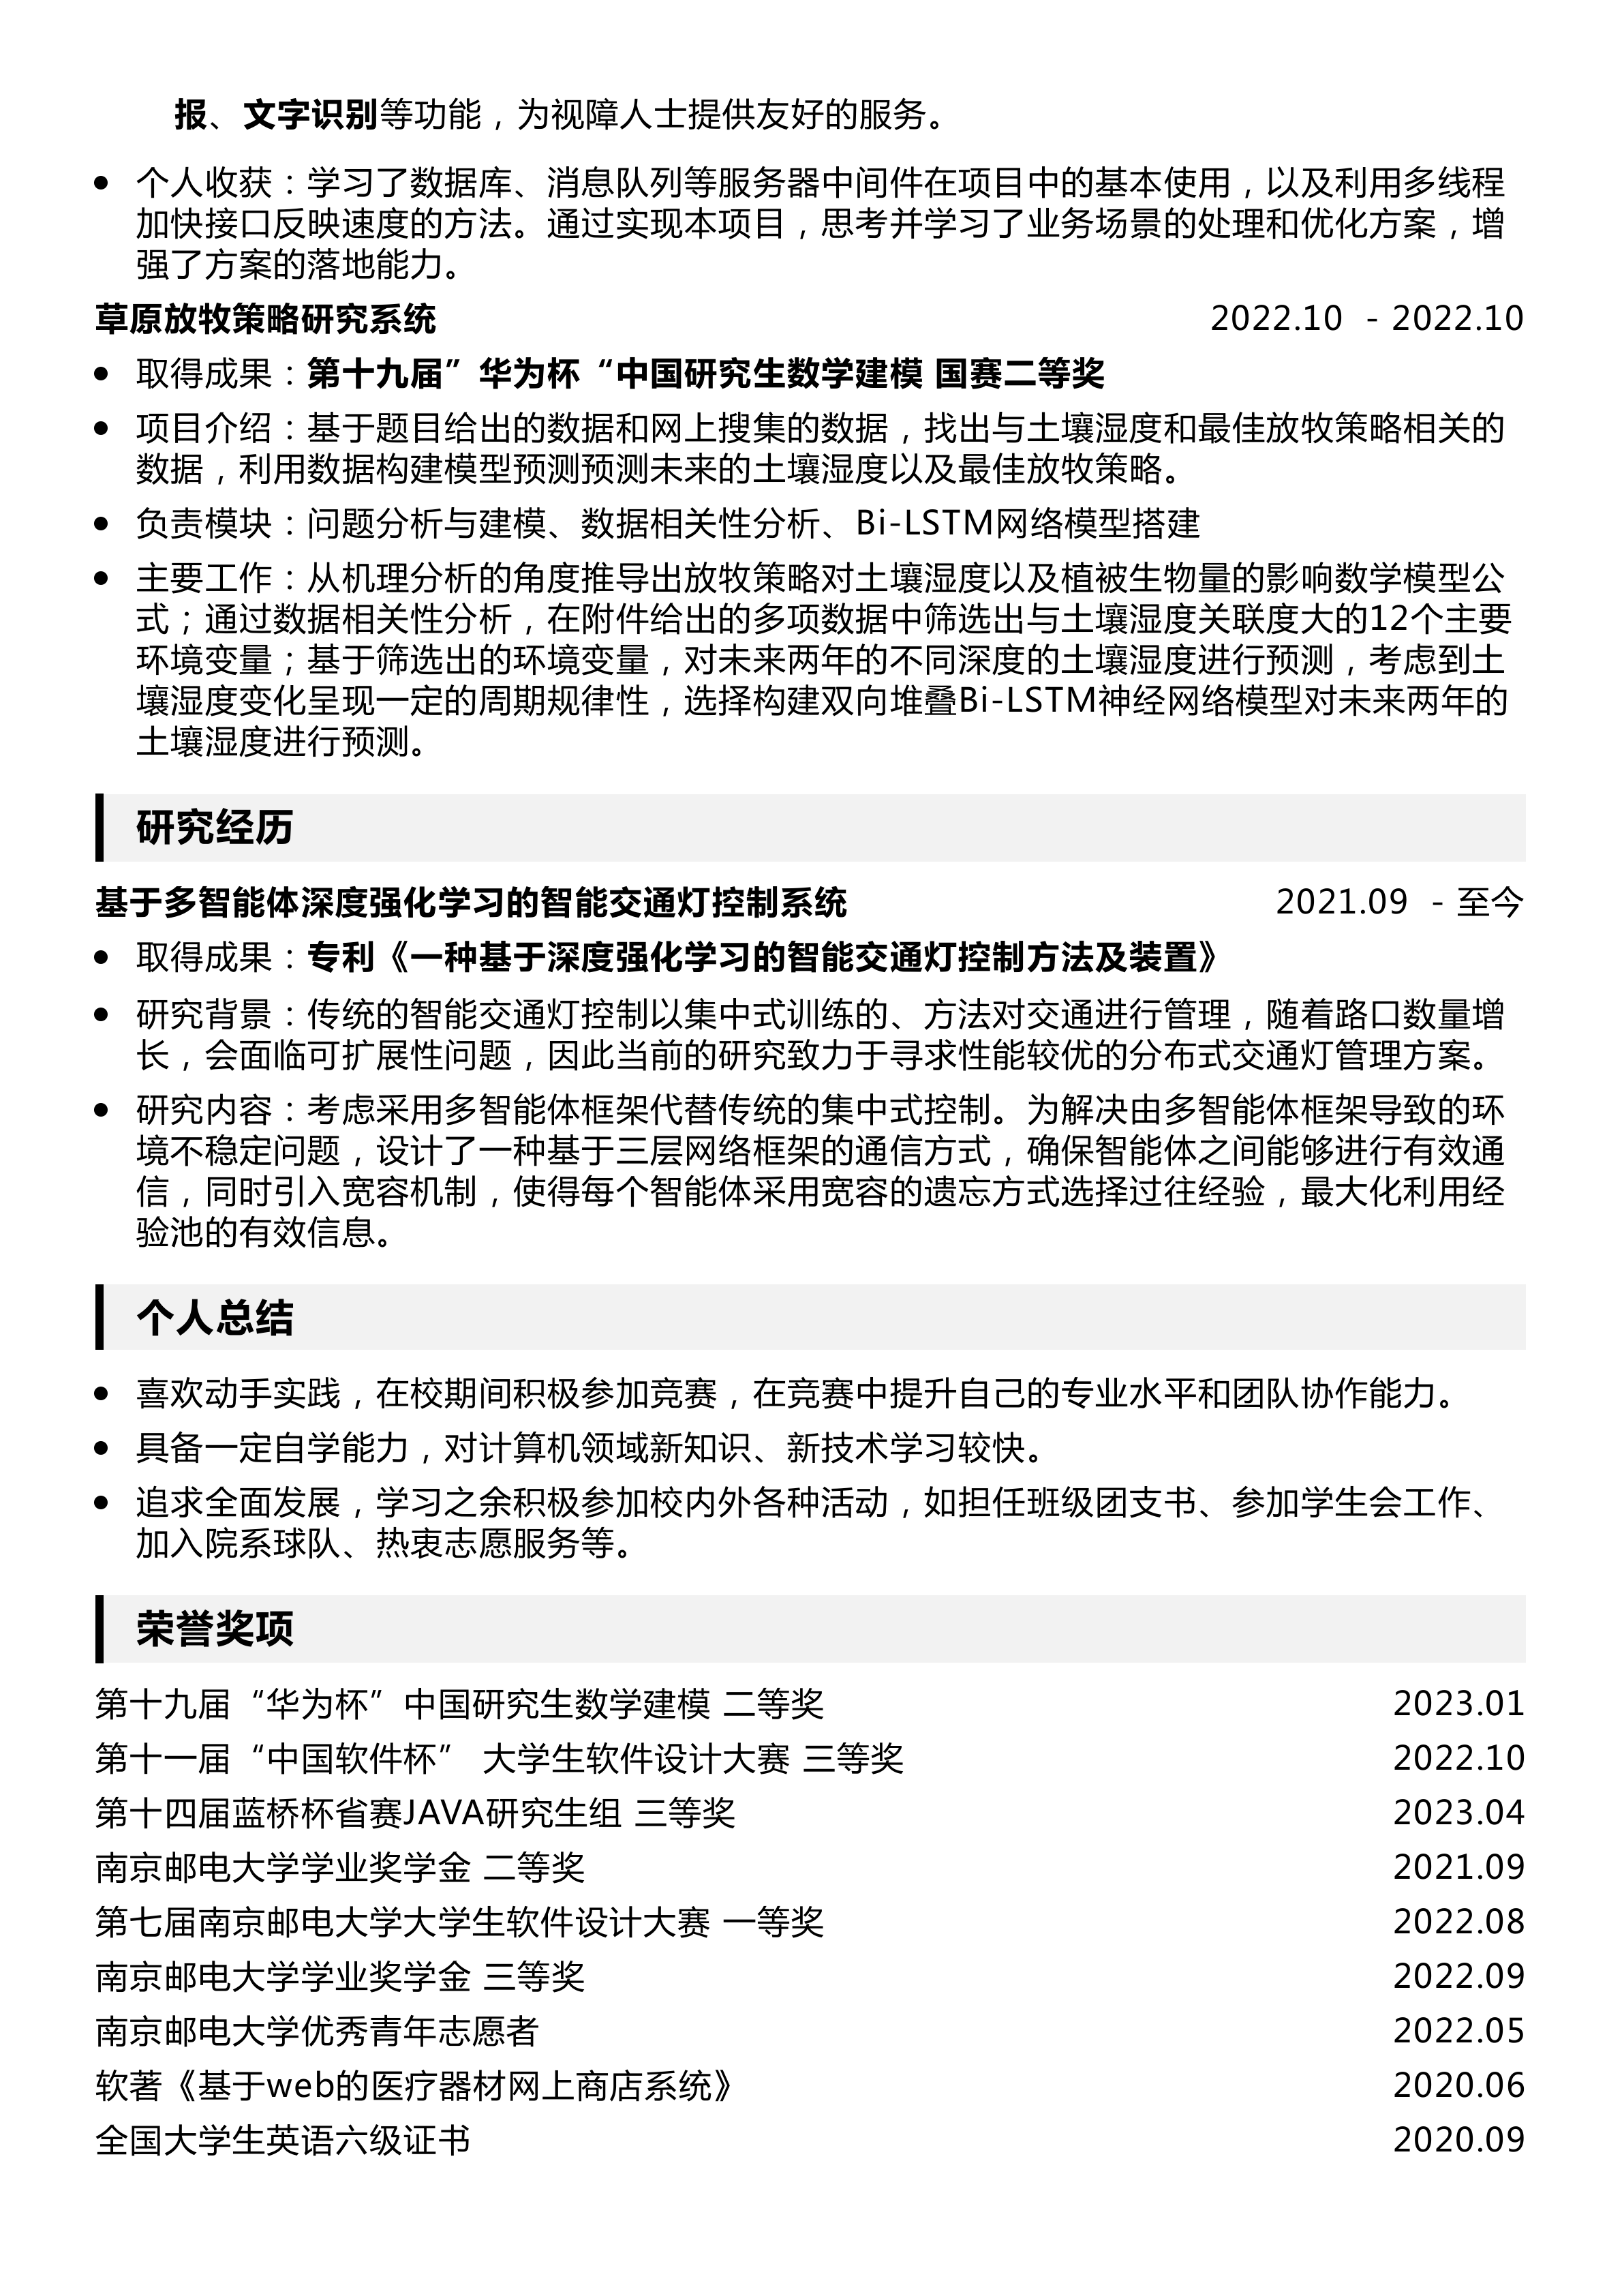 报、文字识别等功能，为视障人士提供友好的服务。
● 个人收获：学习了数据库、消息队列等服务器中间件在项目中的基本使用，以及利用多线程
加快接口反映速度的方法。通过实现本项目，思考并学习了业务场景的处理和优化方案，增
强了方案的落地能力。
草原放牧策略研究系统 2022.10 - 2022.10
● 取得成果：第十九届”华为杯“中国研究生数学建模 国赛二等奖
● 项目介绍：基于题目给出的数据和网上搜集的数据，找出与土壤湿度和最佳放牧策略相关的
数据，利用数据构建模型预测预测未来的土壤湿度以及最佳放牧策略。
● 负责模块：问题分析与建模、数据相关性分析、Bi-LSTM网络模型搭建
● 主要工作：从机理分析的角度推导出放牧策略对土壤湿度以及植被生物量的影响数学模型公
式；通过数据相关性分析，在附件给出的多项数据中筛选出与土壤湿度关联度大的12个主要
环境变量；基于筛选出的环境变量，对未来两年的不同深度的土壤湿度进行预测，考虑到土
壤湿度变化呈现一定的周期规律性，选择构建双向堆叠Bi-LSTM神经网络模型对未来两年的
土壤湿度进行预测。
研究经历
基于多智能体深度强化学习的智能交通灯控制系统 2021.09 - 至今
● 取得成果：专利《一种基于深度强化学习的智能交通灯控制方法及装置》
● 研究背景：传统的智能交通灯控制以集中式训练的、方法对交通进行管理，随着路口数量增
长，会面临可扩展性问题，因此当前的研究致力于寻求性能较优的分布式交通灯管理方案。
● 研究内容：考虑采用多智能体框架代替传统的集中式控制。为解决由多智能体框架导致的环
境不稳定问题，设计了一种基于三层网络框架的通信方式，确保智能体之间能够进行有效通
信，同时引入宽容机制，使得每个智能体采用宽容的遗忘方式选择过往经验，最大化利用经
验池的有效信息。
个人总结
● 喜欢动手实践，在校期间积极参加竞赛，在竞赛中提升自己的专业水平和团队协作能力。
● 具备一定自学能力，对计算机领域新知识、新技术学习较快。
● 追求全面发展，学习之余积极参加校内外各种活动，如担任班级团支书、参加学生会工作、
加入院系球队、热衷志愿服务等。
荣誉奖项
第十九届“华为杯”中国研究生数学建模 二等奖 2023.01
第十一届“中国软件杯” 大学生软件设计大赛 三等奖 2022.10
第十四届蓝桥杯省赛JAVA研究生组 三等奖 2023.04
南京邮电大学学业奖学金 二等奖 2021.09
第七届南京邮电大学大学生软件设计大赛 一等奖 2022.08
南京邮电大学学业奖学金 三等奖 2022.09
南京邮电大学优秀青年志愿者 2022.05
软著《基于web的医疗器材网上商店系统》 2020.06
全国大学生英语六级证书 2020.09